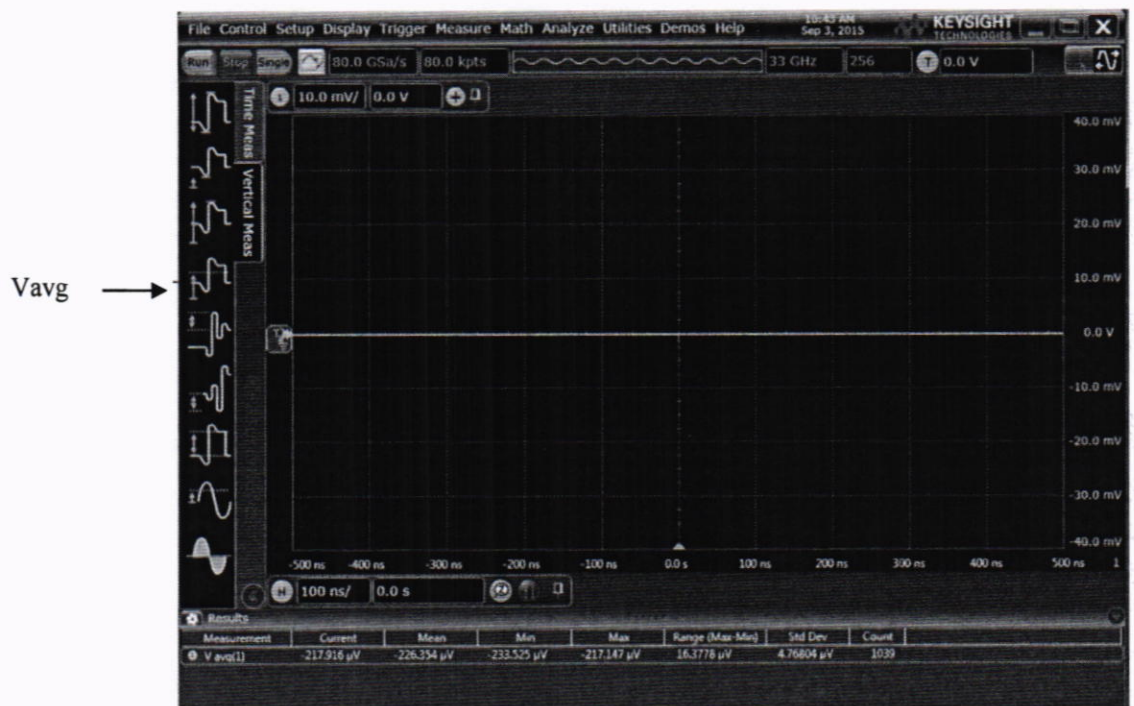 File Control Setup Display Trigger Measure Math Analyze Utilities Demos Help
10:43 AM
Sep 3, 2015
KEYSIGHT
TECHNOLOGIES
X
Run Stop Single 80.0 GSa/s 80.0 kpts 33 GHz 256 T 0.0 V
Time Meas
Vertical Meas
1 10.0 mV/ 0.0 V
40.0 mV
30.0 mV
20.0 mV
10.0 mV
0.0 V
-10.0 mV
-20.0 mV
-30.0 mV
-40.0 mV
Vavg
-500 ns -400 ns -300 ns -200 ns -100 ns 0.0 s 100 ns 200 ns 300 ns 400 ns 500 ns 1
H 100 ns/ 0.0 s
Results
Measurement Current Mean Min Max Range (Max-Min) Std Dev Count
V avg(1) -217.916 µV -226.354 µV -233.525 µV -217.147 µV 16.3778 µV 4.76804 µV 1039